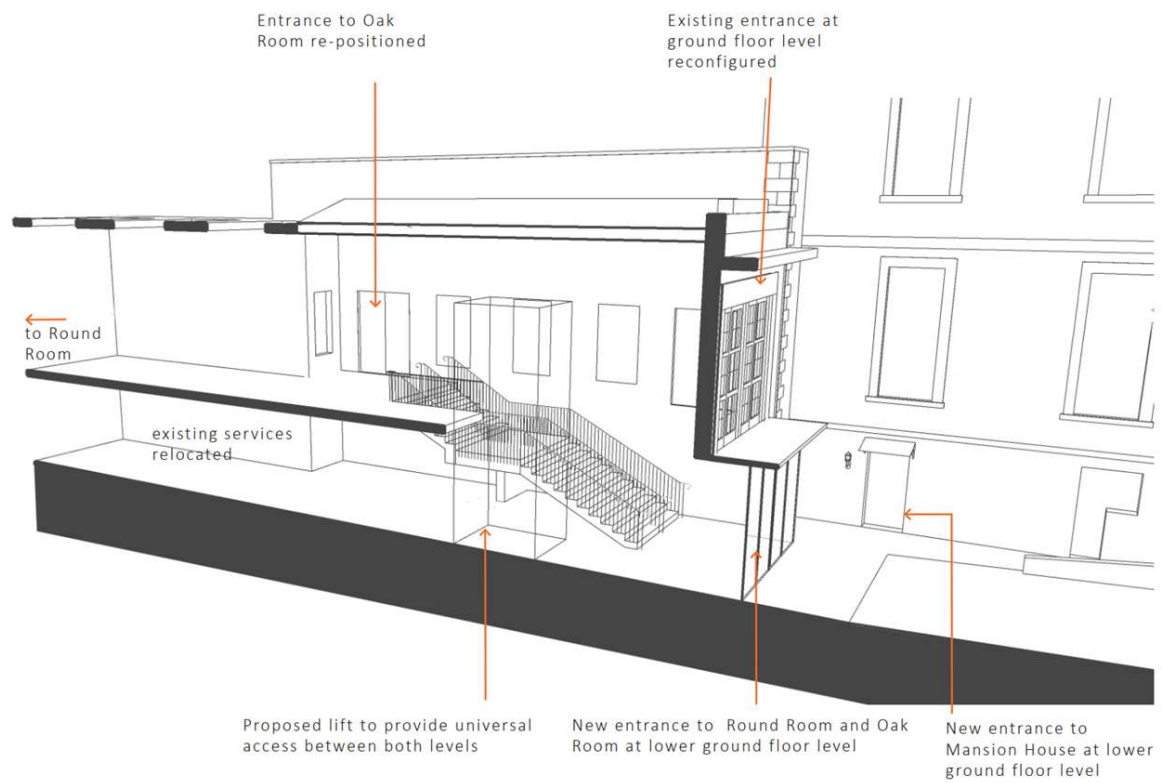 Entrance to Oak
Room re-positioned
Existing entrance at
ground floor level
reconfigured
to Round
Room
existing services
relocated
Proposed lift to provide universal
access between both levels
New entrance to Round Room and Oak
Room at lower ground floor level
New entrance to
Mansion House at lower
ground floor level